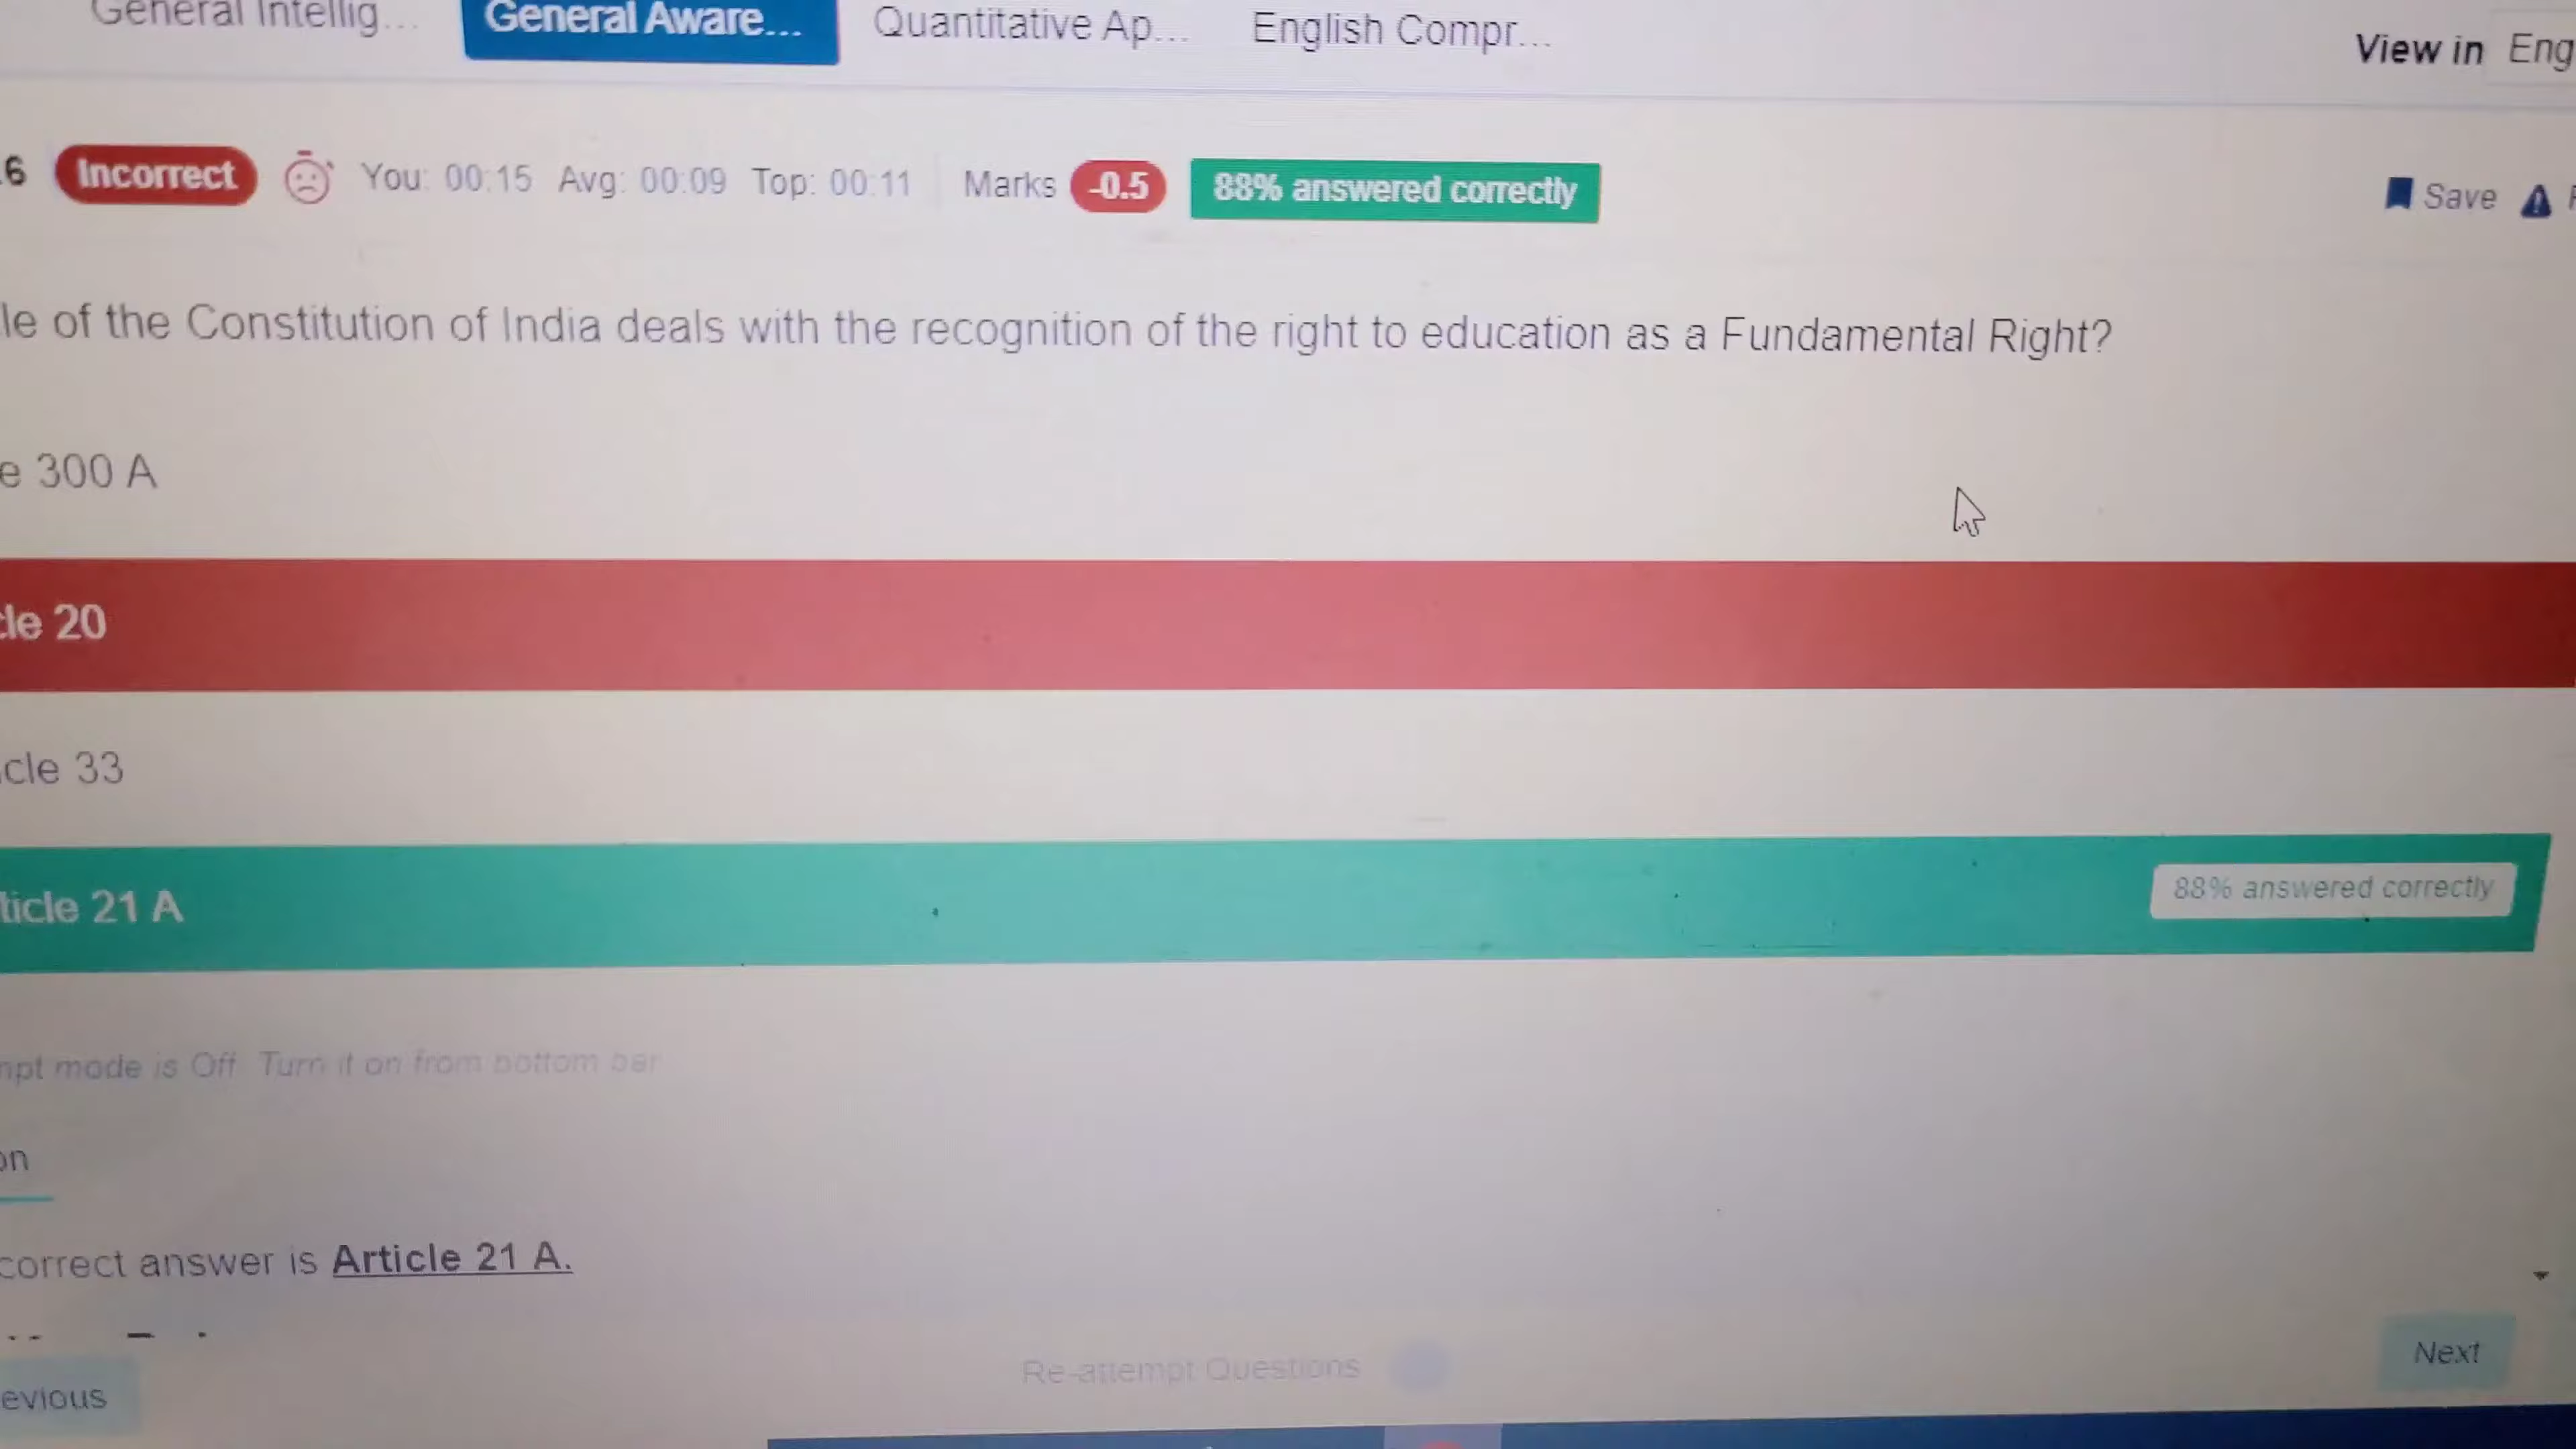 General Intellig... General Aware... Quantitative Ap... English Compr... View in Eng
6 Incorrect You: 00:15 Avg: 00:09 Top: 00:11 Marks -0.5 88% answered correctly Save
le of the Constitution of India deals with the recognition of the right to education as a Fundamental Right?
e 300 A
cle 20
cle 33
ticle 21 A 88% answered correctly
mpt mode is Off. Turn it on from bottom bar
on
correct answer is Article 21 A.
Re-attempt Questions Next
evious